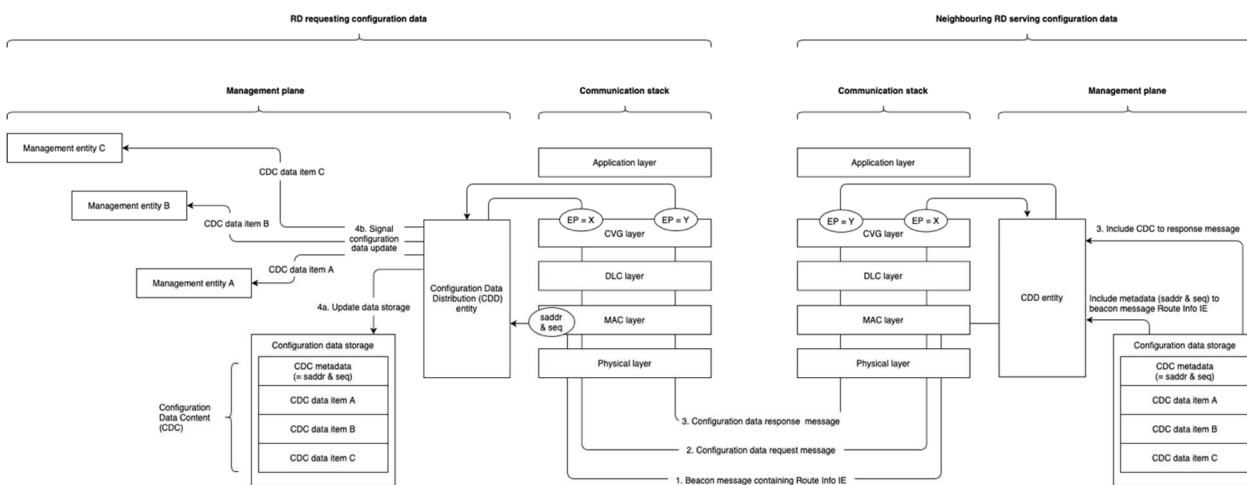 RD requesting configuration data
Neighbouring RD serving configuration data
Management plane
Communication stack
Communication stack
Management plane
Management entity C
CDC data item C
Management entity B
CDC data item B
4b. Signal
configuration
data update
CDC data item A
Management entity A
4a. Update data storage
Configuration Data
Distribution (CDD)
entity
saddr
& seq
Application layer
EP = X
EP = Y
CVG layer
DLC layer
MAC layer
Physical layer
Application layer
EP = Y
EP = X
CVG layer
DLC layer
MAC layer
Physical layer
CDD entity
3. Include CDC to response message
Include metadata (saddr & seq) to
beacon message Route Info IE
Configuration data storage
CDC metadata
(= saddr & seq)
CDC data item A
CDC data item B
CDC data item C
Configuration
Data Content
(CDC)
Configuration data storage
CDC metadata
(= saddr & seq)
CDC data item A
CDC data item B
CDC data item C
3. Configuration data response message
2. Configuration data request message
1. Beacon message containing Route Info IE